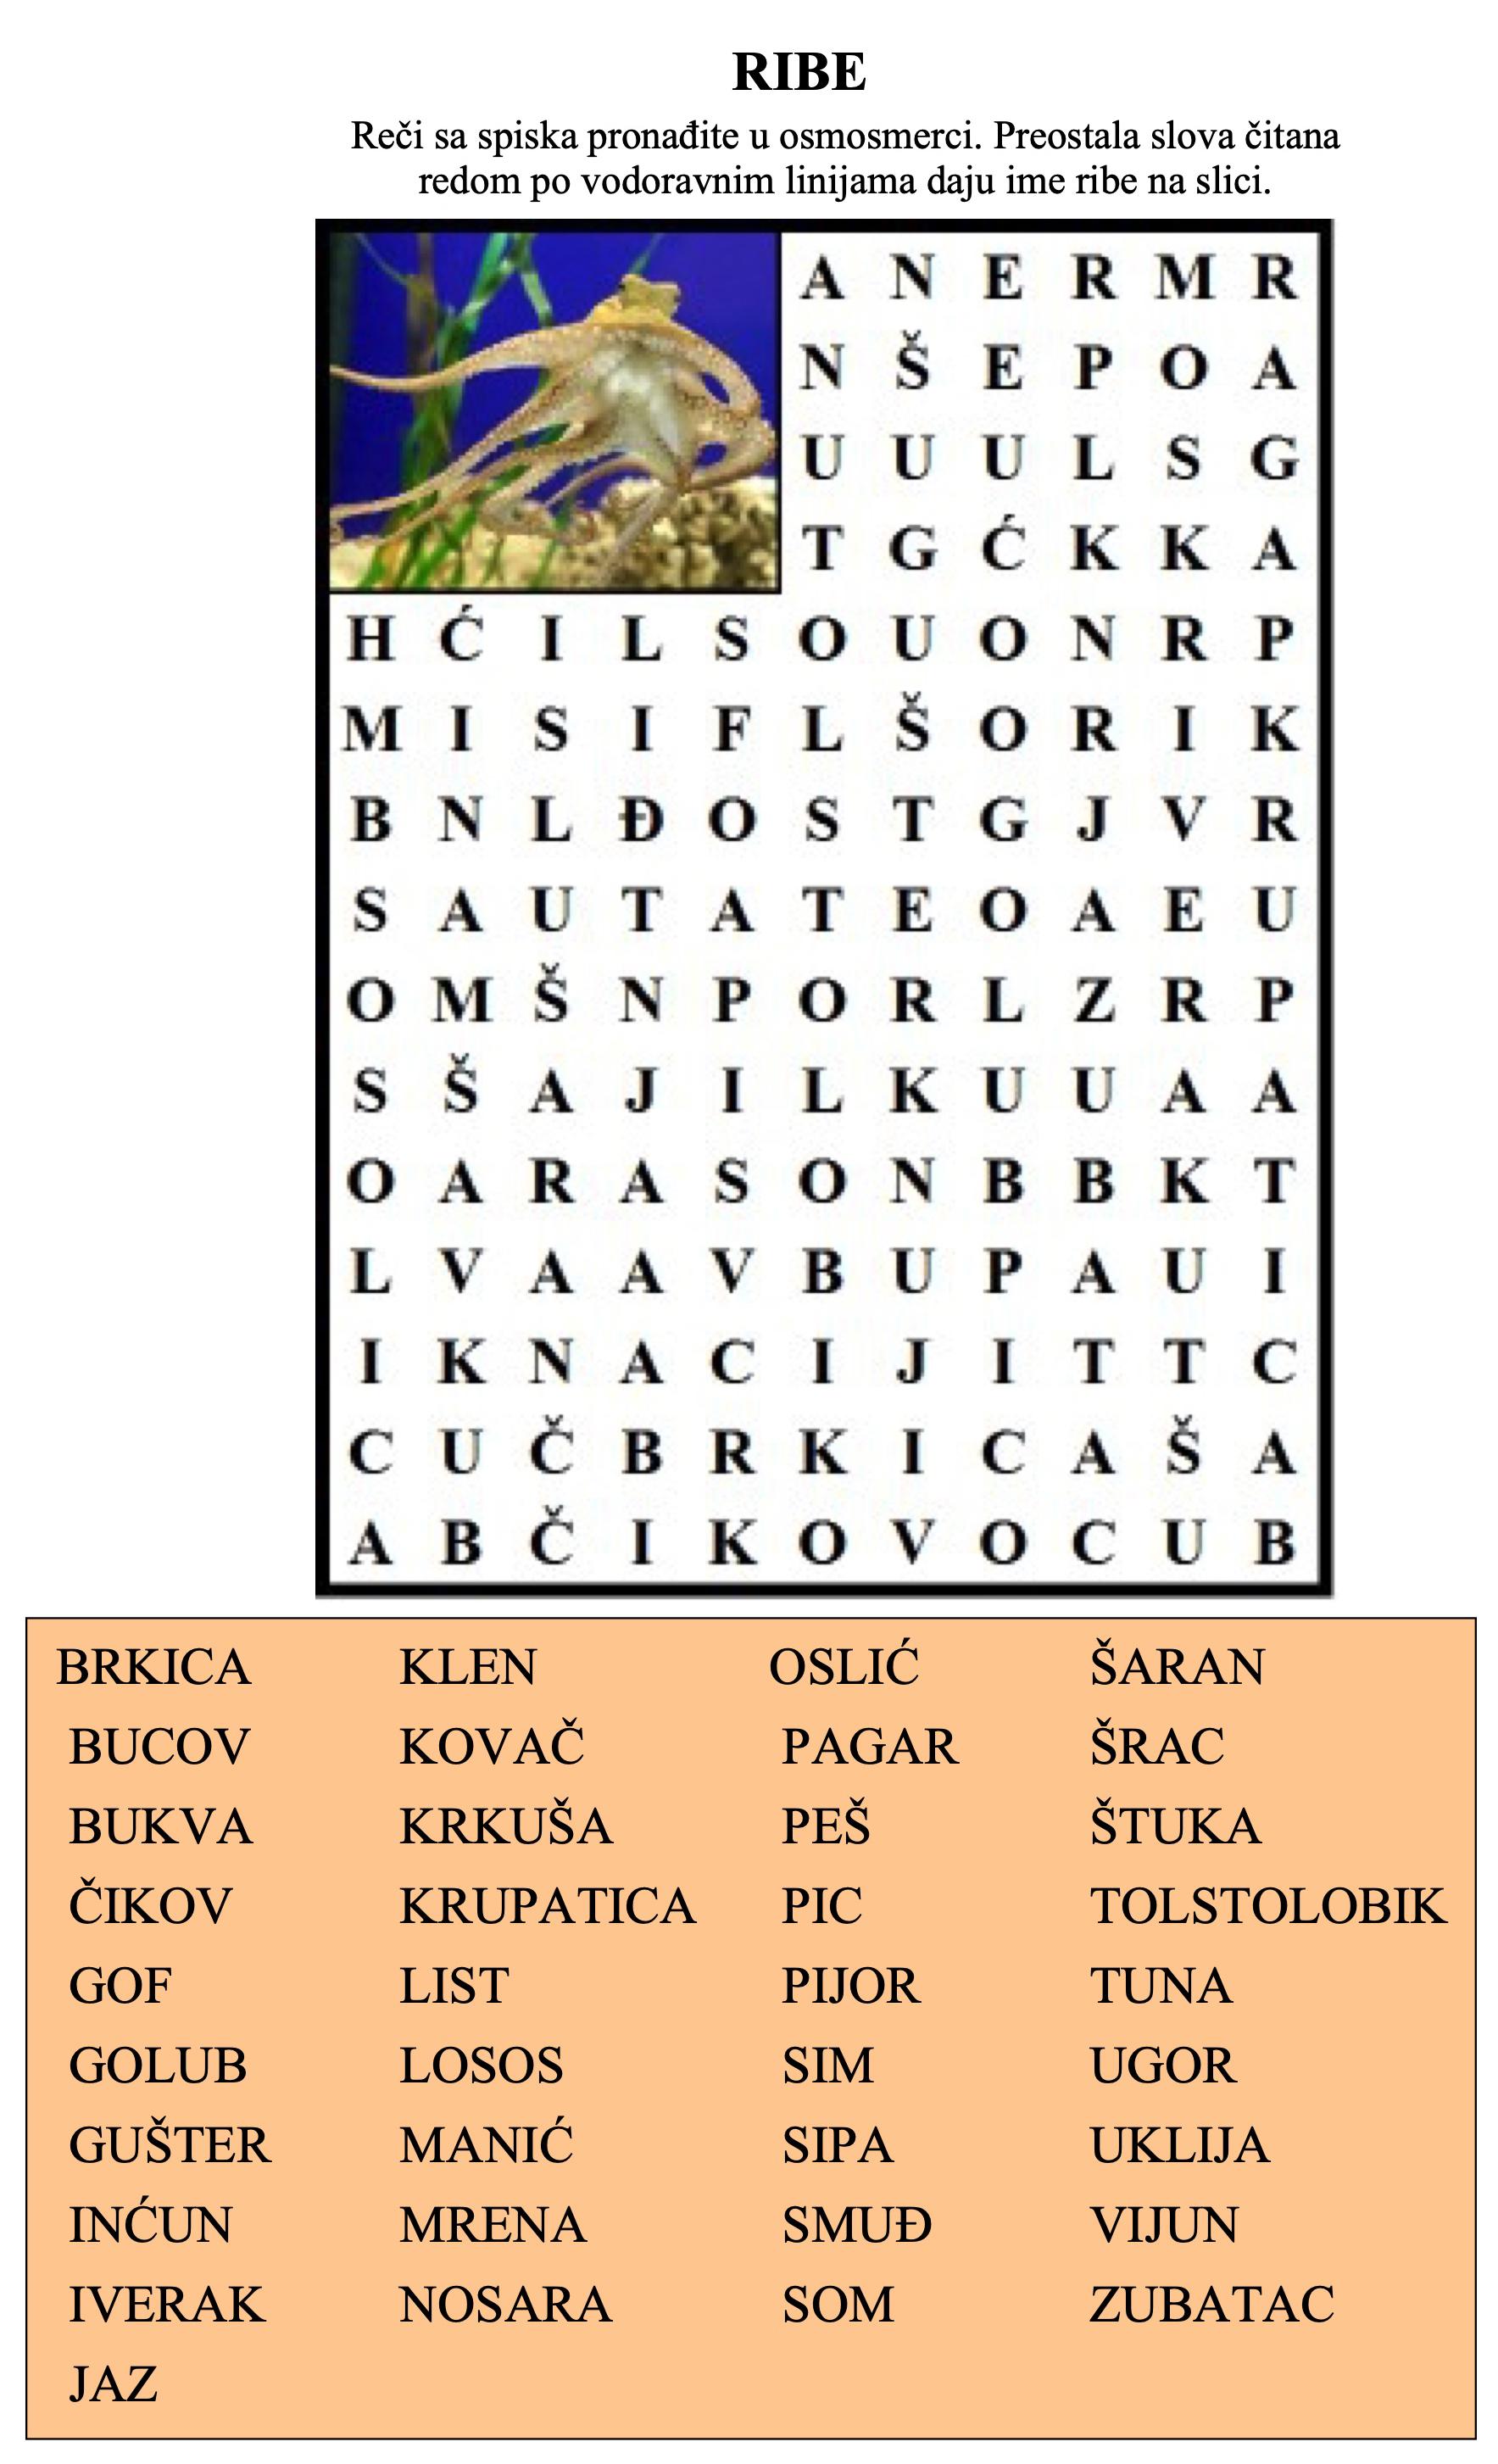 RIBE
Reči sa spiska pronađite u osmosmerci. Preostala slova čitana
redom po vodoravnim linijama daju ime ribe na slici.
A N E R M R
N Š E P O A
U U U L S G
T G Ć K K A
H Ć I L S O U O N R P
M I S I F L Š O R I K
B N L Đ O S T G J V R
S A U T A T E O A E U
O M Š N P O R L Z R P
S Š A J I L K U U A A
O A R A S O N B B K T
L V A A V B U P A U I
I K N A C I J I T T C
C U Č B R K I C A Š A
A B Č I K O V O C U B
BRKICA KLEN OSLIĆ ŠARAN
BUCOV KOVAČ PAGAR ŠRAC
BUKVA KRKUŠA PEŠ ŠTUKA
ČIKOV KRUPATICA PIC TOLSTOLOBIK
GOF LIST PIJOR TUNA
GOLUB LOSOS SIM UGOR
GUŠTER MANIĆ SIPA UKLIJA
INĆUN MRENA SMUĐ VIJUN
IVERAK NOSARA SOM ZUBATAC
JAZ